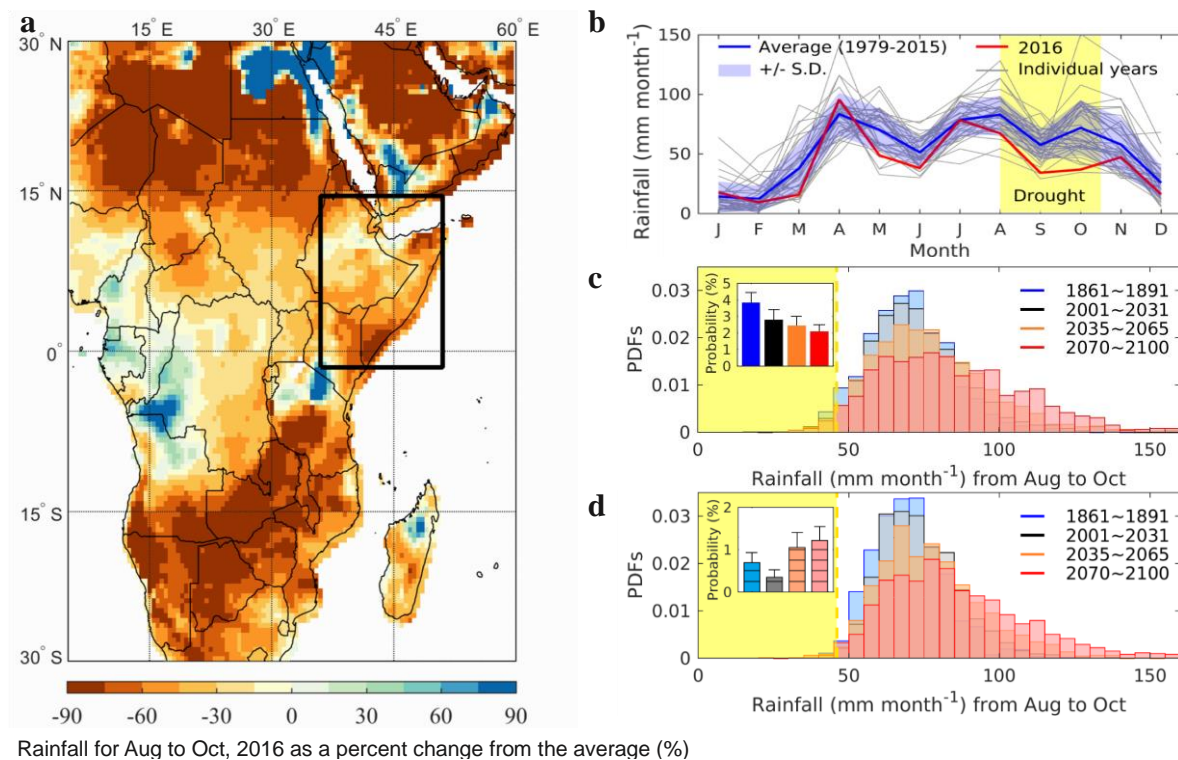 a
15° E 30° E 45° E 60° E
30° N
15° N
0°
15° S
30° S
-90 -60 -30 0 30 60 90
Rainfall for Aug to Oct, 2016 as a percent change from the average (%)
b
Rainfall (mm month⁻¹)
150
100
50
0
Average (1979-2015) 2016
+/- S.D. Individual years
Drought
J F M A M J J A S O N D
Month
c
PDFs
0.03
0.02
0.01
0
Probability (%)
5
4
3
2
1
0
1861~1891
2001~2031
2035~2065
2070~2100
0 50 100 150
Rainfall (mm month⁻¹) from Aug to Oct
d
PDFs
0.03
0.02
0.01
0
Probability (%)
2
1
0
1861~1891
2001~2031
2035~2065
2070~2100
0 50 100 150
Rainfall (mm month⁻¹) from Aug to Oct